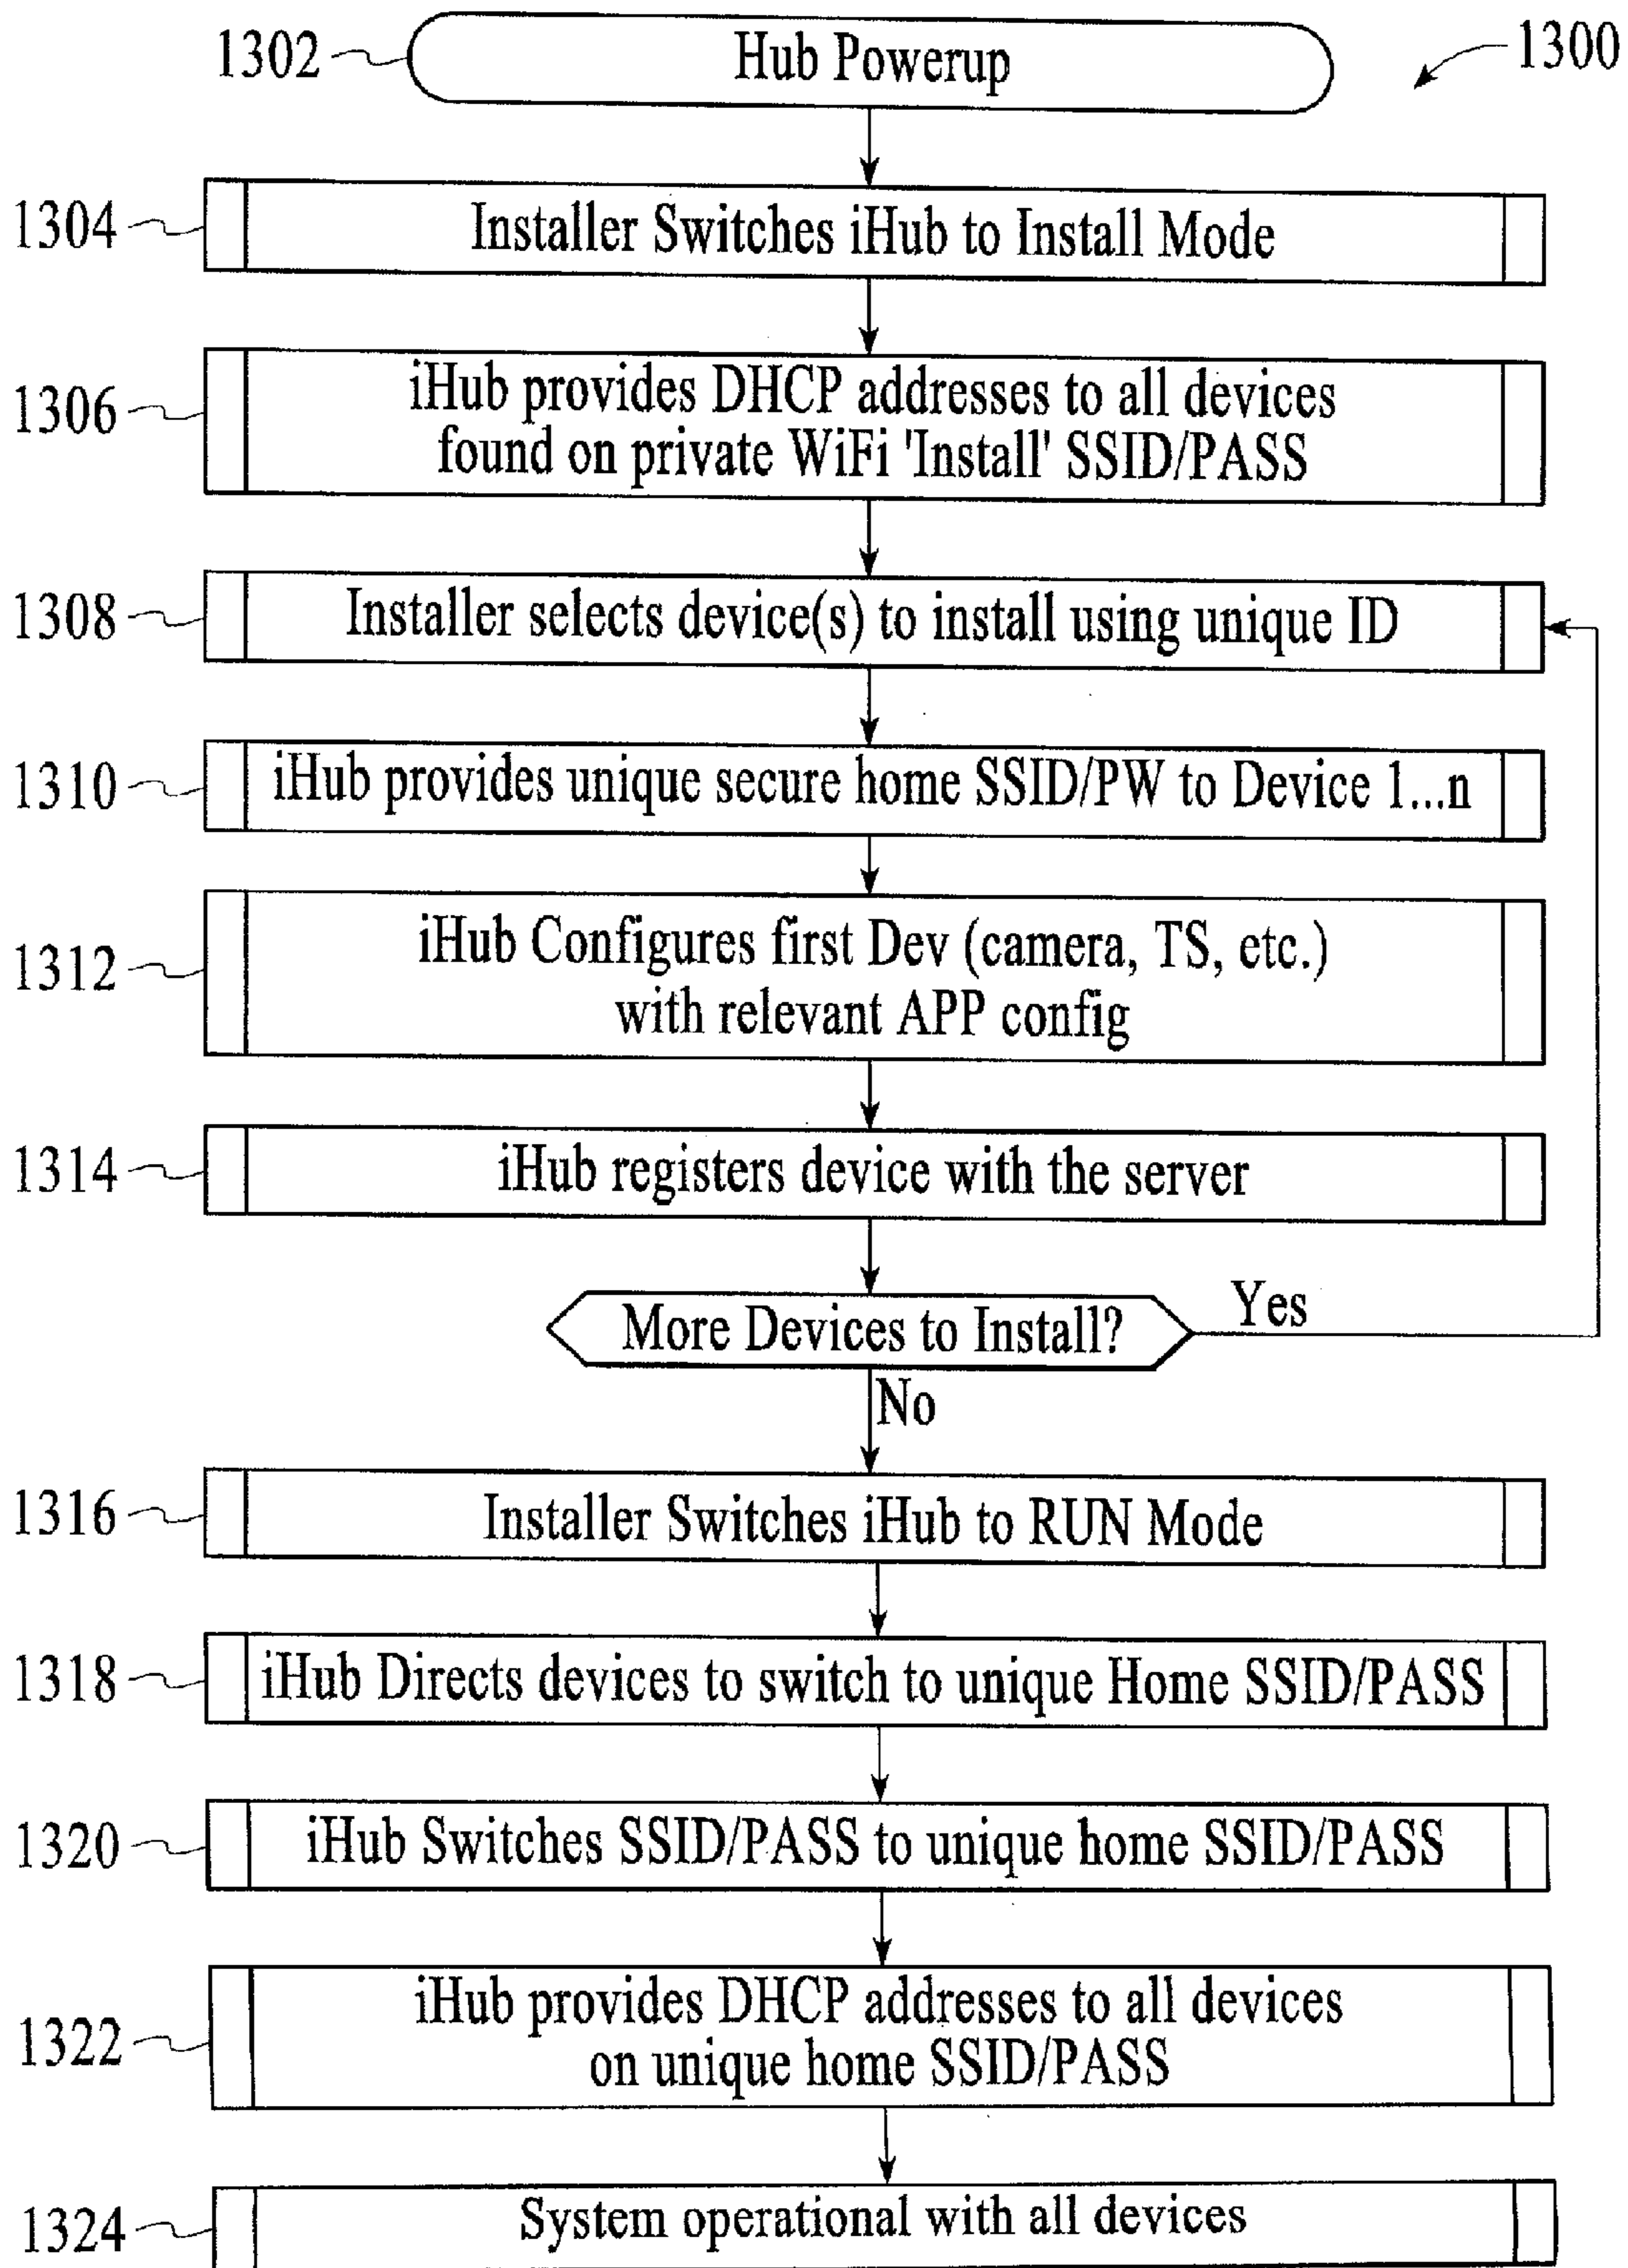 1300
1302 Hub Powerup
1304 Installer Switches iHub to Install Mode
1306 iHub provides DHCP addresses to all devices
found on private WiFi 'Install' SSID/PASS
1308 Installer selects device(s) to install using unique ID
1310 iHub provides unique secure home SSID/PW to Device 1...n
1312 iHub Configures first Dev (camera, TS, etc.)
with relevant APP config
1314 iHub registers device with the server
More Devices to Install? Yes
No
1316 Installer Switches iHub to RUN Mode
1318 iHub Directs devices to switch to unique Home SSID/PASS
1320 iHub Switches SSID/PASS to unique home SSID/PASS
1322 iHub provides DHCP addresses to all devices
on unique home SSID/PASS
1324 System operational with all devices